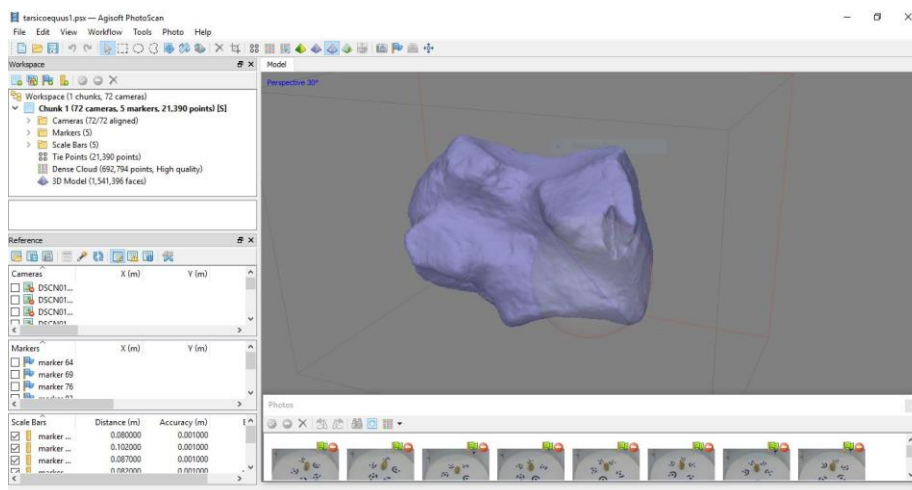 tarsicoequus1.psx — Agisoft PhotoScan
File Edit View Workflow Tools Photo Help
Workspace
Model
Perspective 30°
Workspace (1 chunks, 72 cameras)
Chunk 1 (72 cameras, 5 markers, 21,390 points) [S]
Cameras (72/72 aligned)
Markers (5)
Scale Bars (5)
Tie Points (21,390 points)
Dense Cloud (692,794 points, High quality)
3D Model (1,541,396 faces)
Reference
Cameras X (m) Y (m)
DSCN01...
DSCN01...
DSCN01...
DSCN01...
Markers X (m) Y (m)
marker 64
marker 69
marker 76
Scale Bars Distance (m) Accuracy (m)
marker ... 0.080000 0.001000
marker ... 0.102000 0.001000
marker ... 0.087000 0.001000
marker ... 0.082000 0.001000
Photos